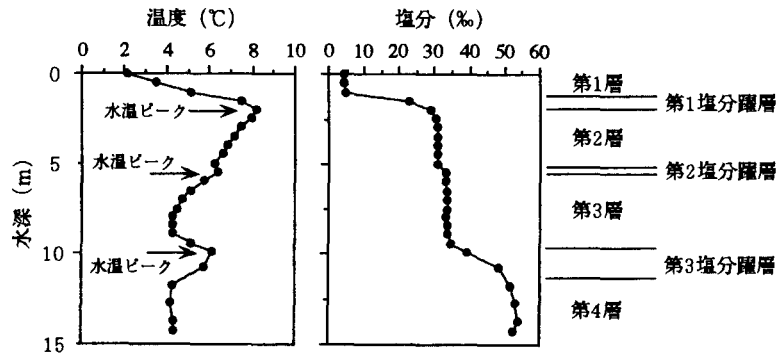 温度 (℃)
0 2 4 6 8 10
塩分 (‰)
0 10 20 30 40 50 60
水深 (m)
0
5
10
15
水温ピーク
水温ピーク
水温ピーク
第1層
第1塩分躍層
第2層
第2塩分躍層
第3層
第3塩分躍層
第4層